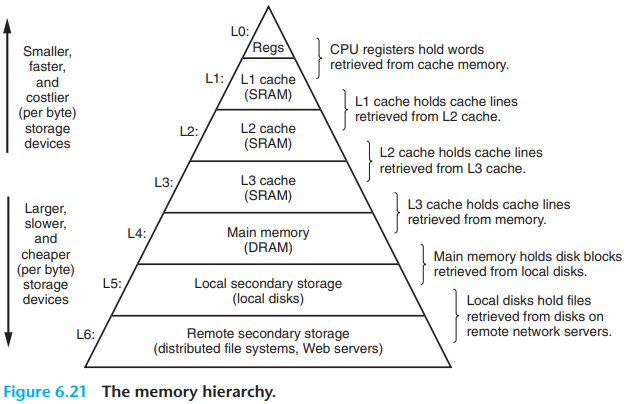 Smaller,
faster,
and
costlier
(per byte)
storage
devices
Larger,
slower,
and
cheaper
(per byte)
storage
devices
L0:
Regs
CPU registers hold words
retrieved from cache memory.
L1:
L1 cache
(SRAM)
L1 cache holds cache lines
retrieved from L2 cache.
L2:
L2 cache
(SRAM)
L2 cache holds cache lines
retrieved from L3 cache.
L3:
L3 cache
(SRAM)
L3 cache holds cache lines
retrieved from memory.
L4:
Main memory
(DRAM)
Main memory holds disk blocks
retrieved from local disks.
L5:
Local secondary storage
(local disks)
Local disks hold files
retrieved from disks on
remote network servers.
L6:
Remote secondary storage
(distributed file systems, Web servers)
Figure 6.21 The memory hierarchy.